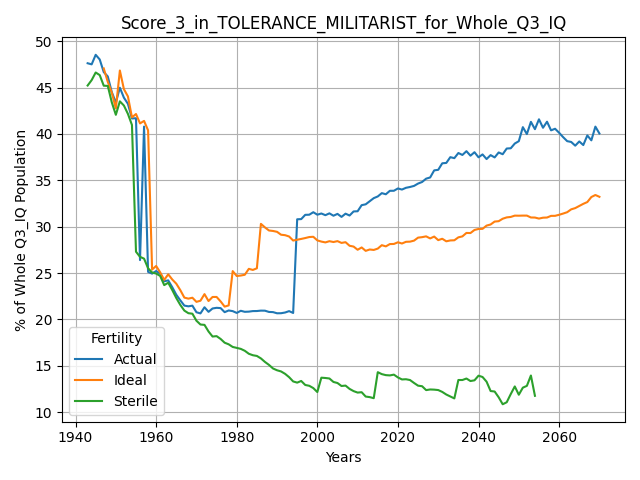 Score_3_in_TOLERANCE_MILITARIST_for_Whole_Q3_IQ
% of Whole Q3_IQ Population
50
45
40
35
30
25
20
15
10
Fertility
Actual
Ideal
Sterile
1940 1960 1980 2000 2020 2040 2060
Years